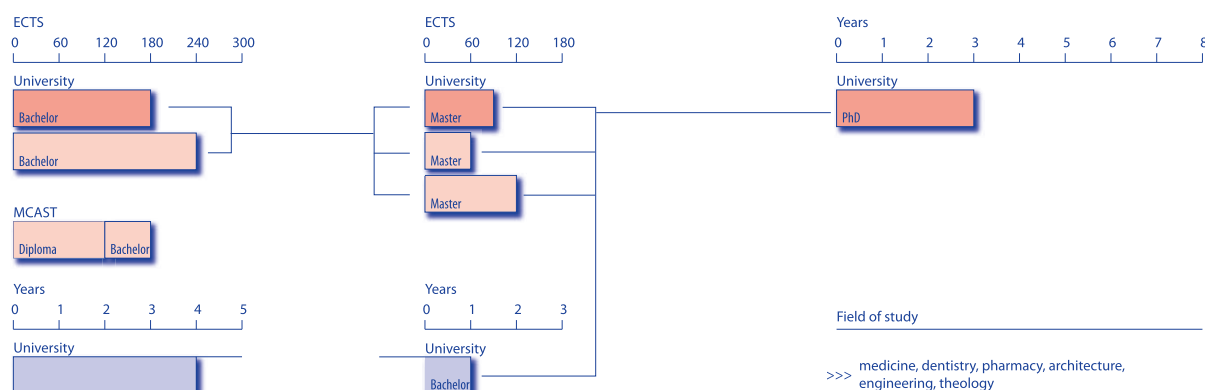 ECTS
0 60 120 180 240 300
University
Bachelor
Bachelor
MCAST
Diploma Bachelor
Years
0 1 2 3 4 5
University
ECTS
0 60 120 180
University
Master
Master
Master
Years
0 1 2 3
University
Bachelor
Years
0 1 2 3 4 5 6 7 8
University
PhD
Field of study
>>> medicine, dentistry, pharmacy, architecture,
engineering, theology